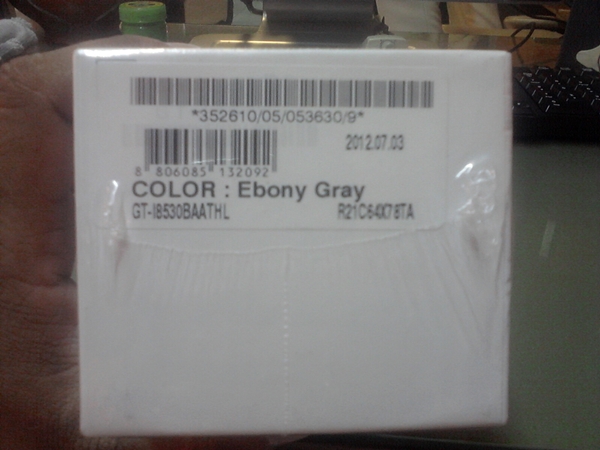 *352610/05/053630/9*
2012.07.03
8 806085 132092
COLOR : Ebony Gray
GT-I8530BAATHL R21C64X78TA